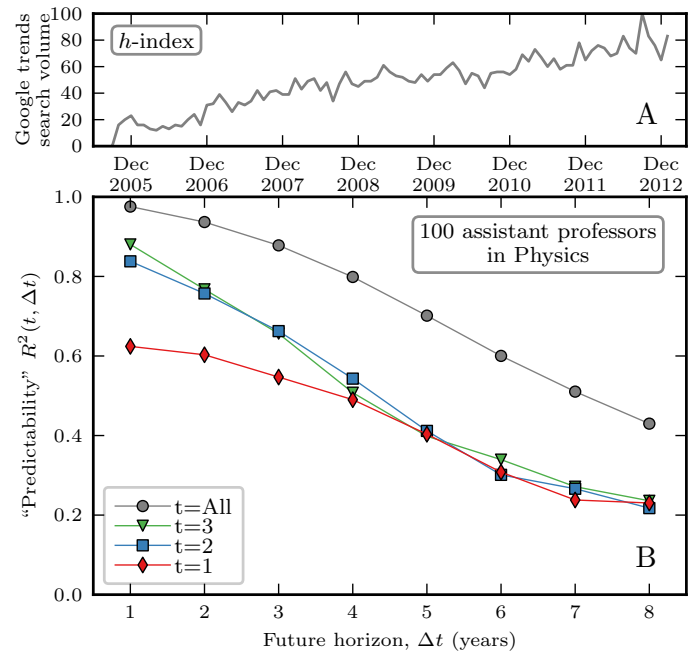 Google trends
search volume
100
80
60
40
20
0
h-index
A
Dec
2005
Dec
2006
Dec
2007
Dec
2008
Dec
2009
Dec
2010
Dec
2011
Dec
2012
“Predictability” R²(t, Δt)
1.0
0.8
0.6
0.4
0.2
0.0
100 assistant professors
in Physics
t=All
t=3
t=2
t=1
B
1 2 3 4 5 6 7 8
Future horizon, Δt (years)